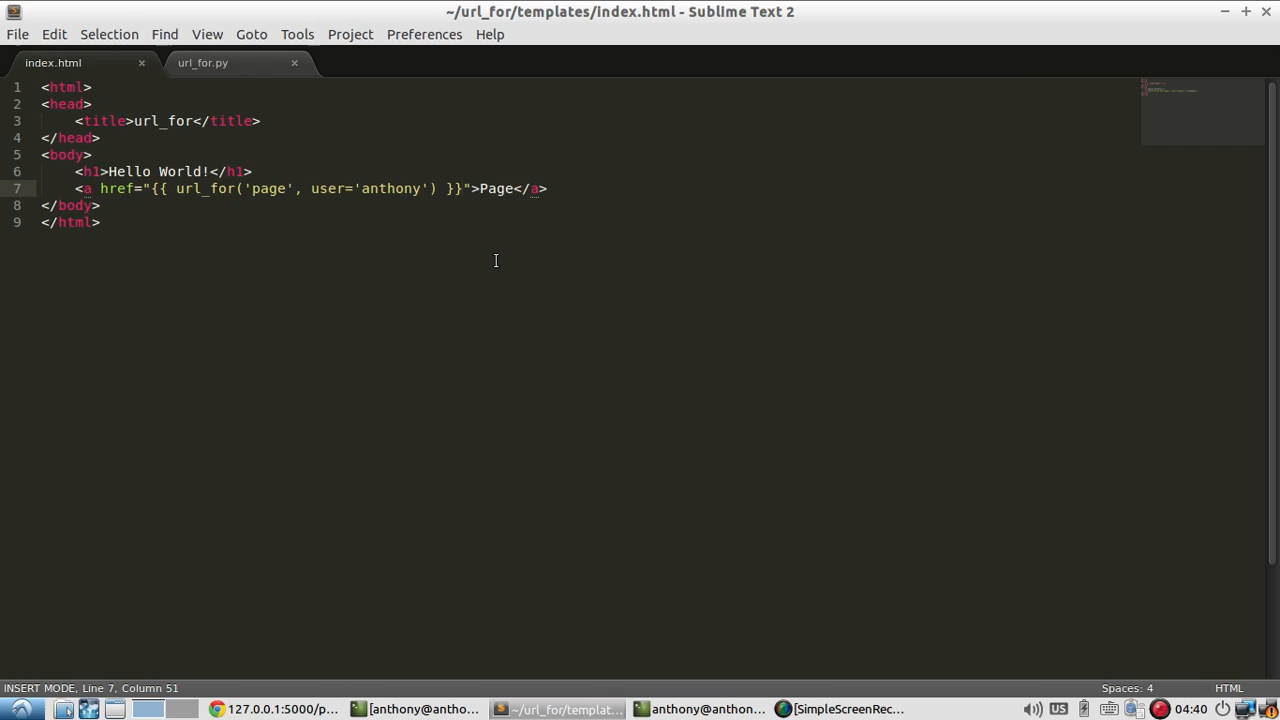 ~/url_for/templates/index.html - Sublime Text 2
File Edit Selection Find View Goto Tools Project Preferences Help
index.html × url_for.py ×
1 <html>
2 <head>
3 <title>url_for</title>
4 </head>
5 <body>
6 <h1>Hello World!</h1>
7 <a href="{{ url_for('page', user='anthony') }}">Page</a>
8 </body>
9 </html>
INSERT MODE, Line 7, Column 51 Spaces: 4 HTML
127.0.0.1:5000/p... [anthony@antho... ~/url_for/templat... anthony@anthon... [SimpleScreenRec... US 04:40